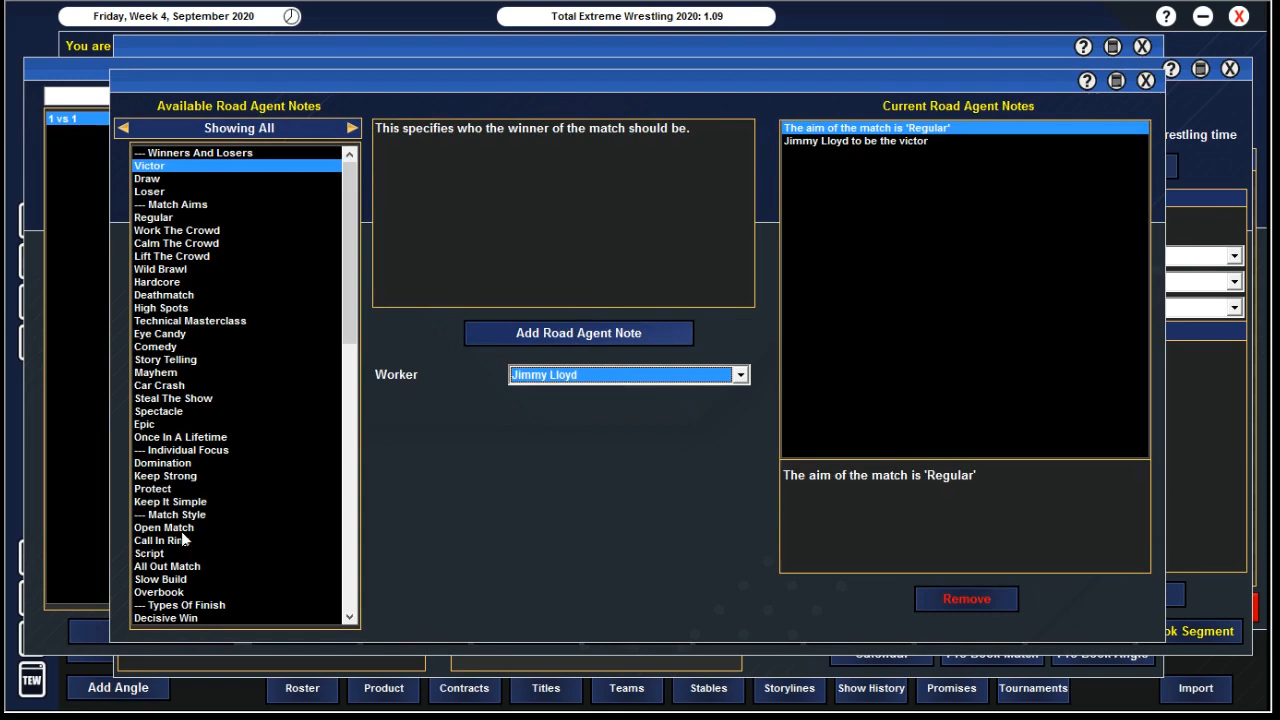 Friday, Week 4, September 2020
Total Extreme Wrestling 2020: 1.09
? X
You are
? X
? X
? X
Available Road Agent Notes
Current Road Agent Notes
Showing All
1 vs 1
This specifies who the winner of the match should be.
The aim of the match is 'Regular'
Jimmy Lloyd to be the victor
restling time
--- Winners And Losers
Victor
Draw
Loser
--- Match Aims
Regular
Work The Crowd
Calm The Crowd
Lift The Crowd
Wild Brawl
Hardcore
Deathmatch
High Spots
Technical Masterclass
Eye Candy
Comedy
Story Telling
Mayhem
Car Crash
Steal The Show
Spectacle
Epic
Once In A Lifetime
--- Individual Focus
Domination
Keep Strong
Protect
Keep It Simple
--- Match Style
Open Match
Call In Ring
Script
All Out Match
Slow Build
Overbook
--- Types Of Finish
Decisive Win
Add Road Agent Note
Worker
Jimmy Lloyd
The aim of the match is 'Regular'
Remove
ok Segment
Calendar
Pre Book Match
Pre Book Angle
TEW
Add Angle
Roster
Product
Contracts
Titles
Teams
Stables
Storylines
Show History
Promises
Tournaments
Import